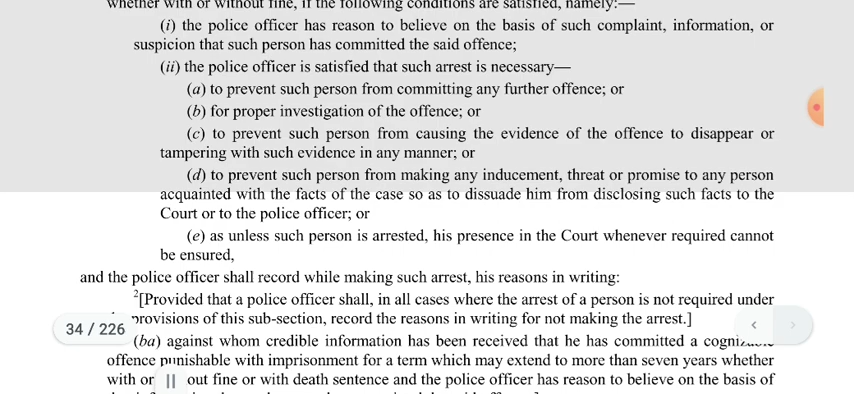 whether with or without fine, if the following conditions are satisfied, namely:—
(i) the police officer has reason to believe on the basis of such complaint, information, or
suspicion that such person has committed the said offence;
(ii) the police officer is satisfied that such arrest is necessary—
(a) to prevent such person from committing any further offence; or
(b) for proper investigation of the offence; or
(c) to prevent such person from causing the evidence of the offence to disappear or
tampering with such evidence in any manner; or
(d) to prevent such person from making any inducement, threat or promise to any person
acquainted with the facts of the case so as to dissuade him from disclosing such facts to the
Court or to the police officer; or
(e) as unless such person is arrested, his presence in the Court whenever required cannot
be ensured,
and the police officer shall record while making such arrest, his reasons in writing:
2[Provided that a police officer shall, in all cases where the arrest of a person is not required under
34 / 226
provisions of this sub-section, record the reasons in writing for not making the arrest.]
(ba) against whom credible information has been received that he has committed a cognizable
offence punishable with imprisonment for a term which may extend to more than seven years whether
with or out fine or with death sentence and the police officer has reason to believe on the basis of